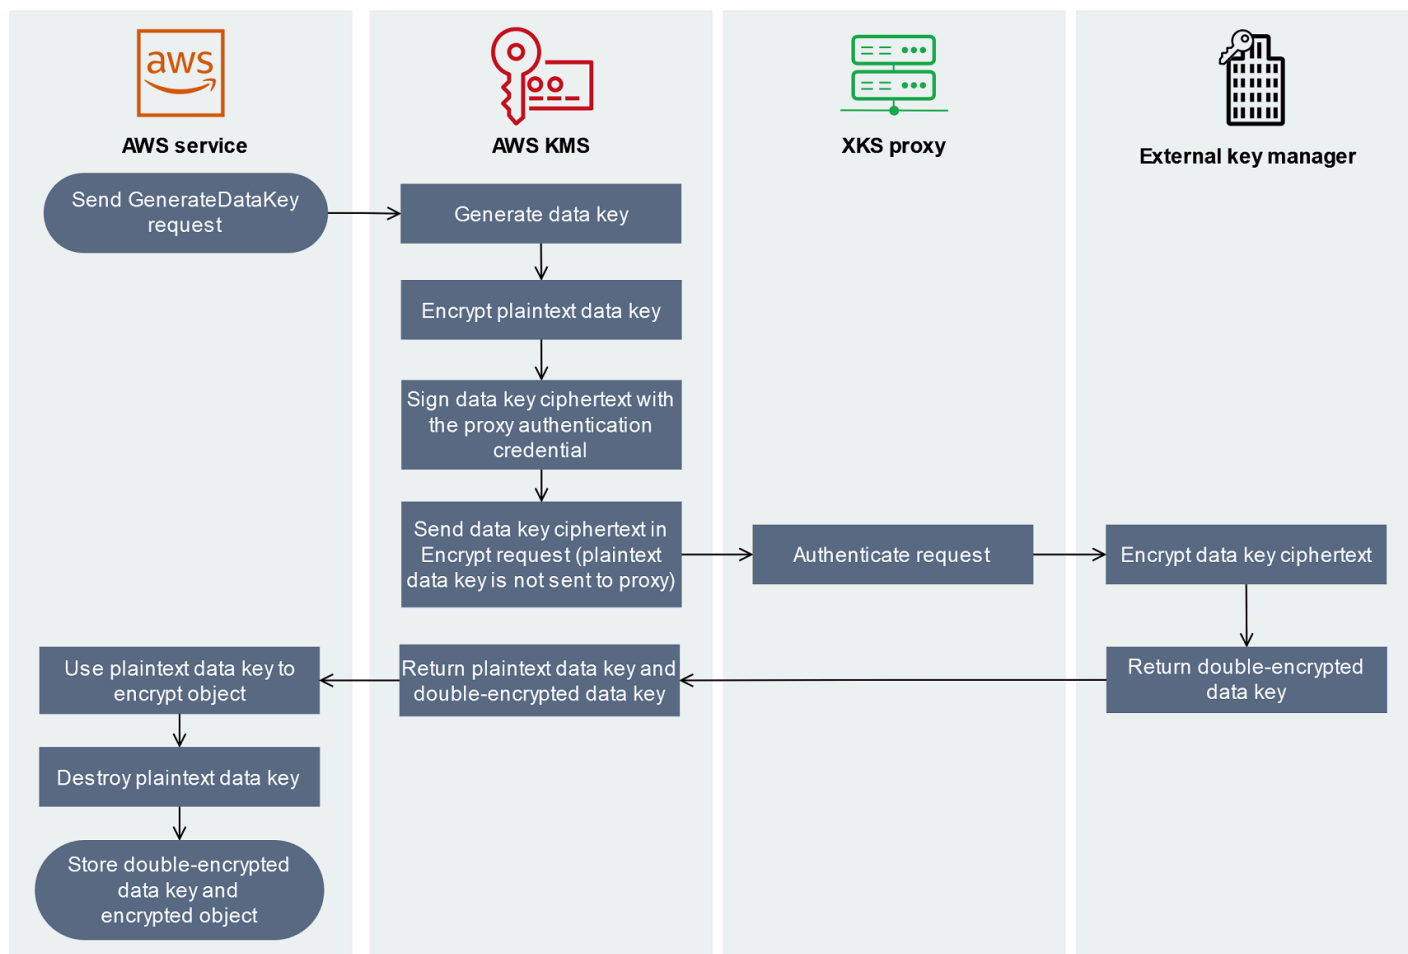 aws
AWS service
AWS KMS
XKS proxy
External key manager
Send GenerateDataKey
request
Generate data key
Encrypt plaintext data key
Sign data key ciphertext with
the proxy authentication
credential
Send data key ciphertext in
Encrypt request (plaintext
data key is not sent to proxy)
Authenticate request
Encrypt data key ciphertext
Return double-encrypted
data key
Return plaintext data key and
double-encrypted data key
Use plaintext data key to
encrypt object
Destroy plaintext data key
Store double-encrypted
data key and
encrypted object